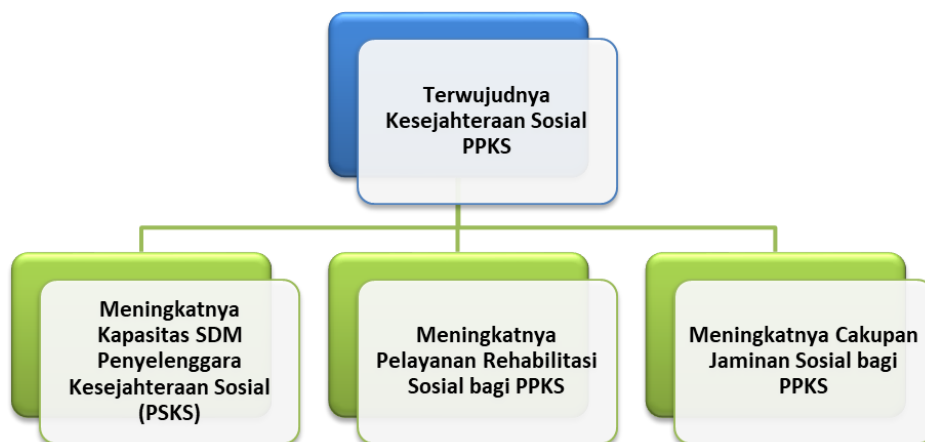 Terwujudnya
Kesejahteraan Sosial
PPKS
Meningkatnya
Kapasitas SDM
Penyelenggara
Kesejahteraan Sosial
(PSKS)
Meningkatnya
Pelayanan Rehabilitasi
Sosial bagi PPKS
Meningkatnya Cakupan
Jaminan Sosial bagi
PPKS